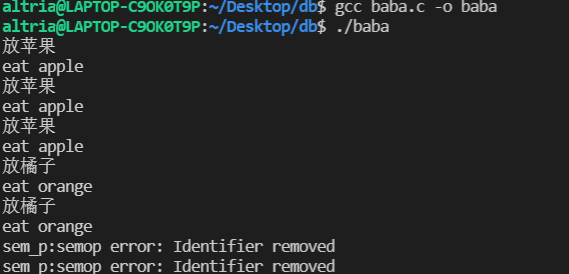 altria@LAPTOP-C9OK0T9P:~/Desktop/db$ gcc baba.c -o baba
altria@LAPTOP-C9OK0T9P:~/Desktop/db$ ./baba
放苹果
eat apple
放苹果
eat apple
放苹果
eat apple
放橘子
eat orange
放橘子
eat orange
sem_p:semop error: Identifier removed
sem_p:semop error: Identifier removed